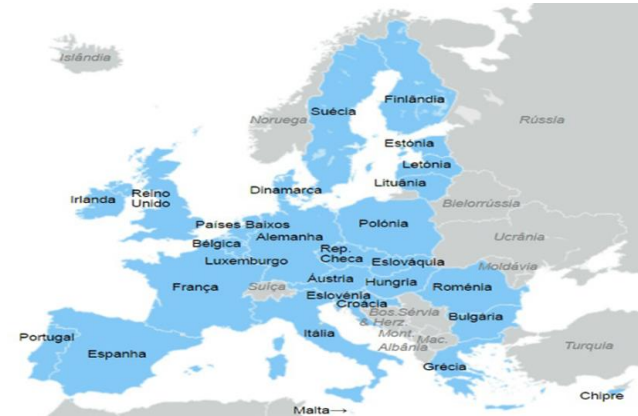 Islândia
Finlândia
Suécia
Noruega
Rússia
Estónia
Letónia
Lituânia
Dinamarca
Irlanda
Reino
Unido
Bielorrússia
Países Baixos
Polónia
Alemanha
Bélgica
Ucrânia
Rep.
Checa
Luxemburgo
Eslováquia
Moldávia
Áustria
Hungria
França
Suíça
Roménia
Eslovénia
Croácia
Bos.
& Herz.
Sérvia
Bulgária
Mont.
Mac.
Itália
Portugal
Albânia
Turquia
Espanha
Grécia
Chipre
Malta→